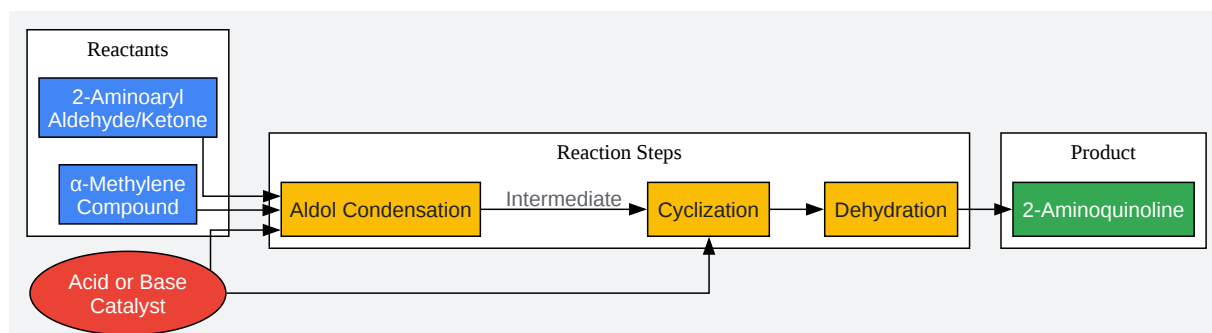 Reactants
2-Aminoaryl
Aldehyde/Ketone
α-Methylene
Compound
Acid or Base
Catalyst
Reaction Steps
Aldol Condensation
Intermediate
Cyclization
Dehydration
Product
2-Aminoquinoline